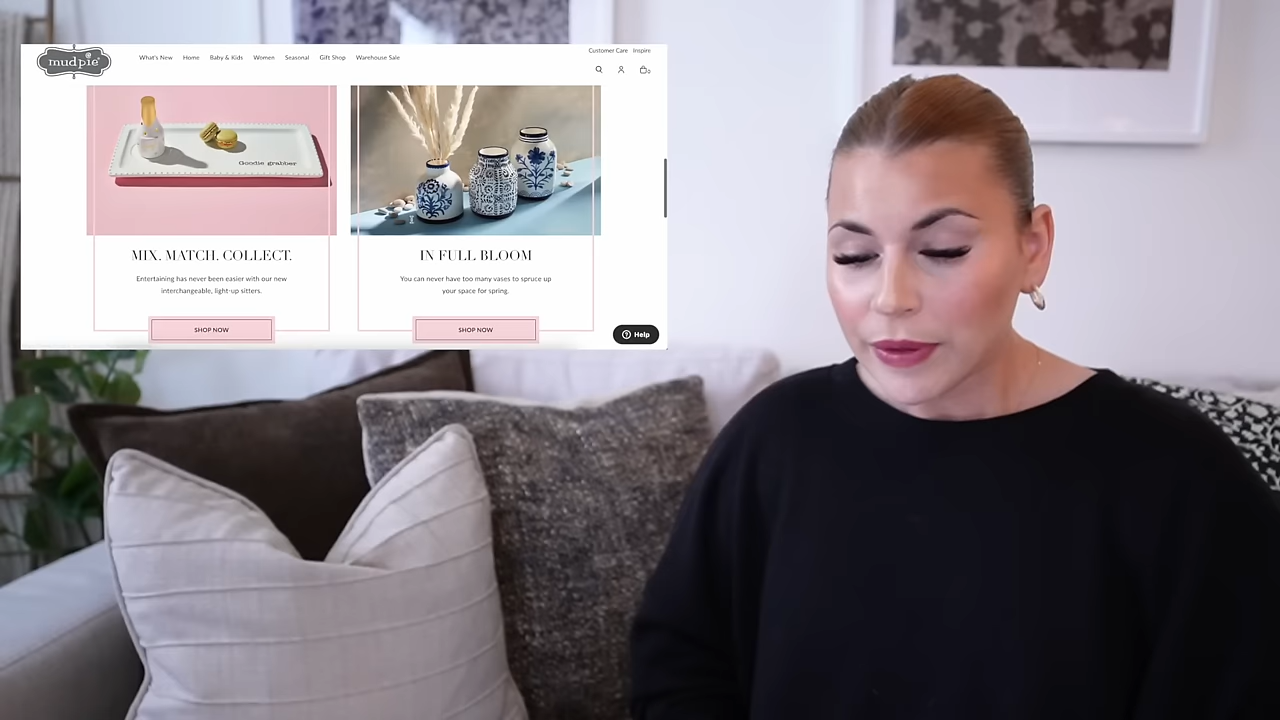 mudpie
What's New Home Baby & Kids Women Seasonal Gift Shop Warehouse Sale
Customer Care Inspire
0
Goodie grabber
MIX. MATCH. COLLECT.
Entertaining has never been easier with our new
interchangeable, light-up sitters.
SHOP NOW
IN FULL BLOOM
You can never have too many vases to spruce up
your space for spring.
SHOP NOW
Help